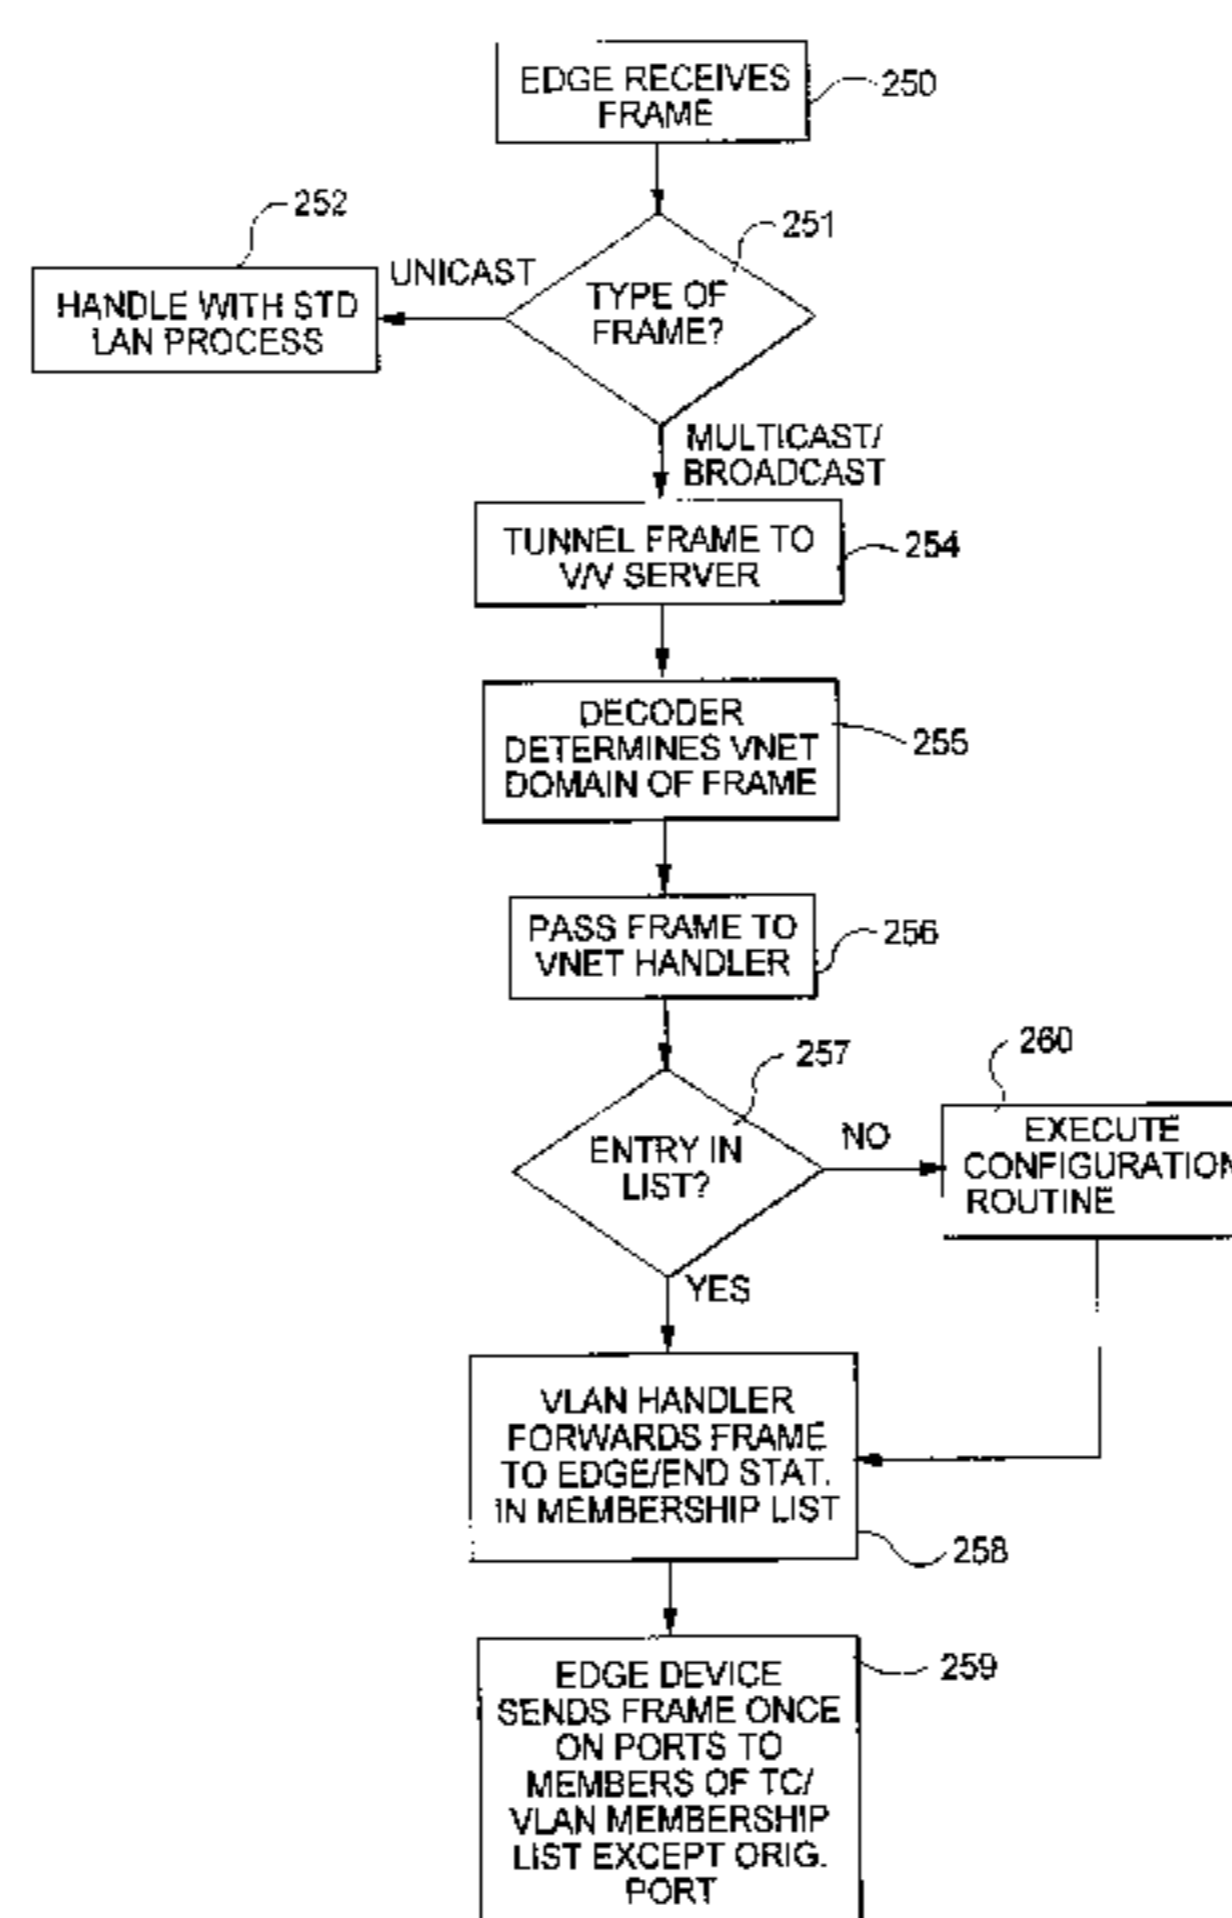 EDGE RECEIVES
FRAME
250
252
251
UNICAST
HANDLE WITH STD
LAN PROCESS
TYPE OF
FRAME?
MULTICAST/
BROADCAST
TUNNEL FRAME TO
V/V SERVER
254
DECODER
DETERMINES VNET
DOMAIN OF FRAME
255
PASS FRAME TO
VNET HANDLER
256
257
260
ENTRY IN
LIST?
NO
EXECUTE
CONFIGURATION
ROUTINE
YES
VLAN HANDLER
FORWARDS FRAME
TO EDGE/END STAT.
IN MEMBERSHIP LIST
258
EDGE DEVICE
SENDS FRAME ONCE
ON PORTS TO
MEMBERS OF TC/
VLAN MEMBERSHIP
LIST EXCEPT ORIG.
PORT
259